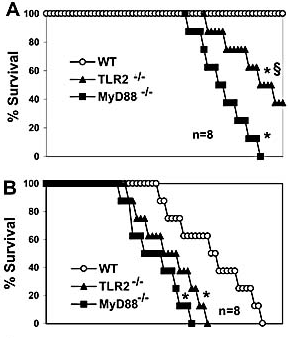 A
100
80
60
40
20
0
% Survival
WT
TLR2 -/-
MyD88 -/-
* §
*
n=8
B
100
80
60
40
20
0
% Survival
WT
TLR2-/-
MyD88-/-
* *
n=8